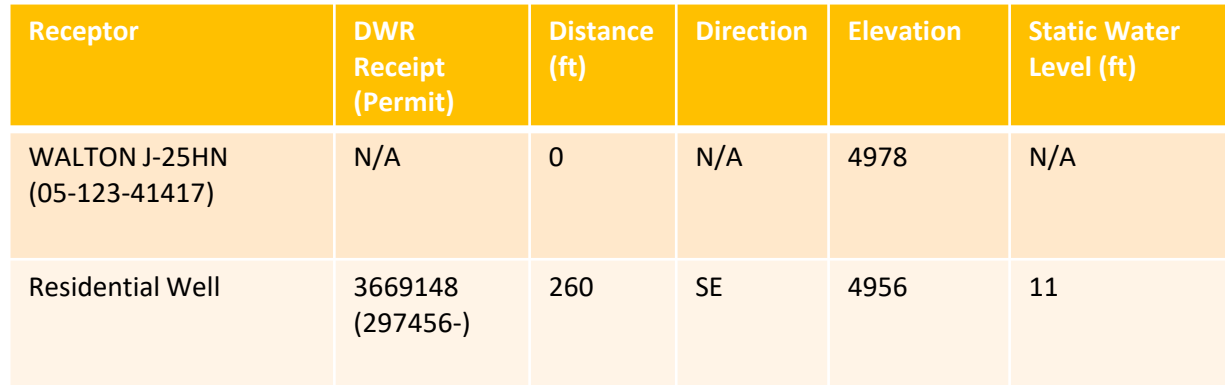 Receptor DWR Receipt (Permit) Distance (ft) Direction Elevation Static Water Level (ft)
WALTON J-25HN (05-123-41417) N/A 0 N/A 4978 N/A
Residential Well 3669148 (297456-) 260 SE 4956 11